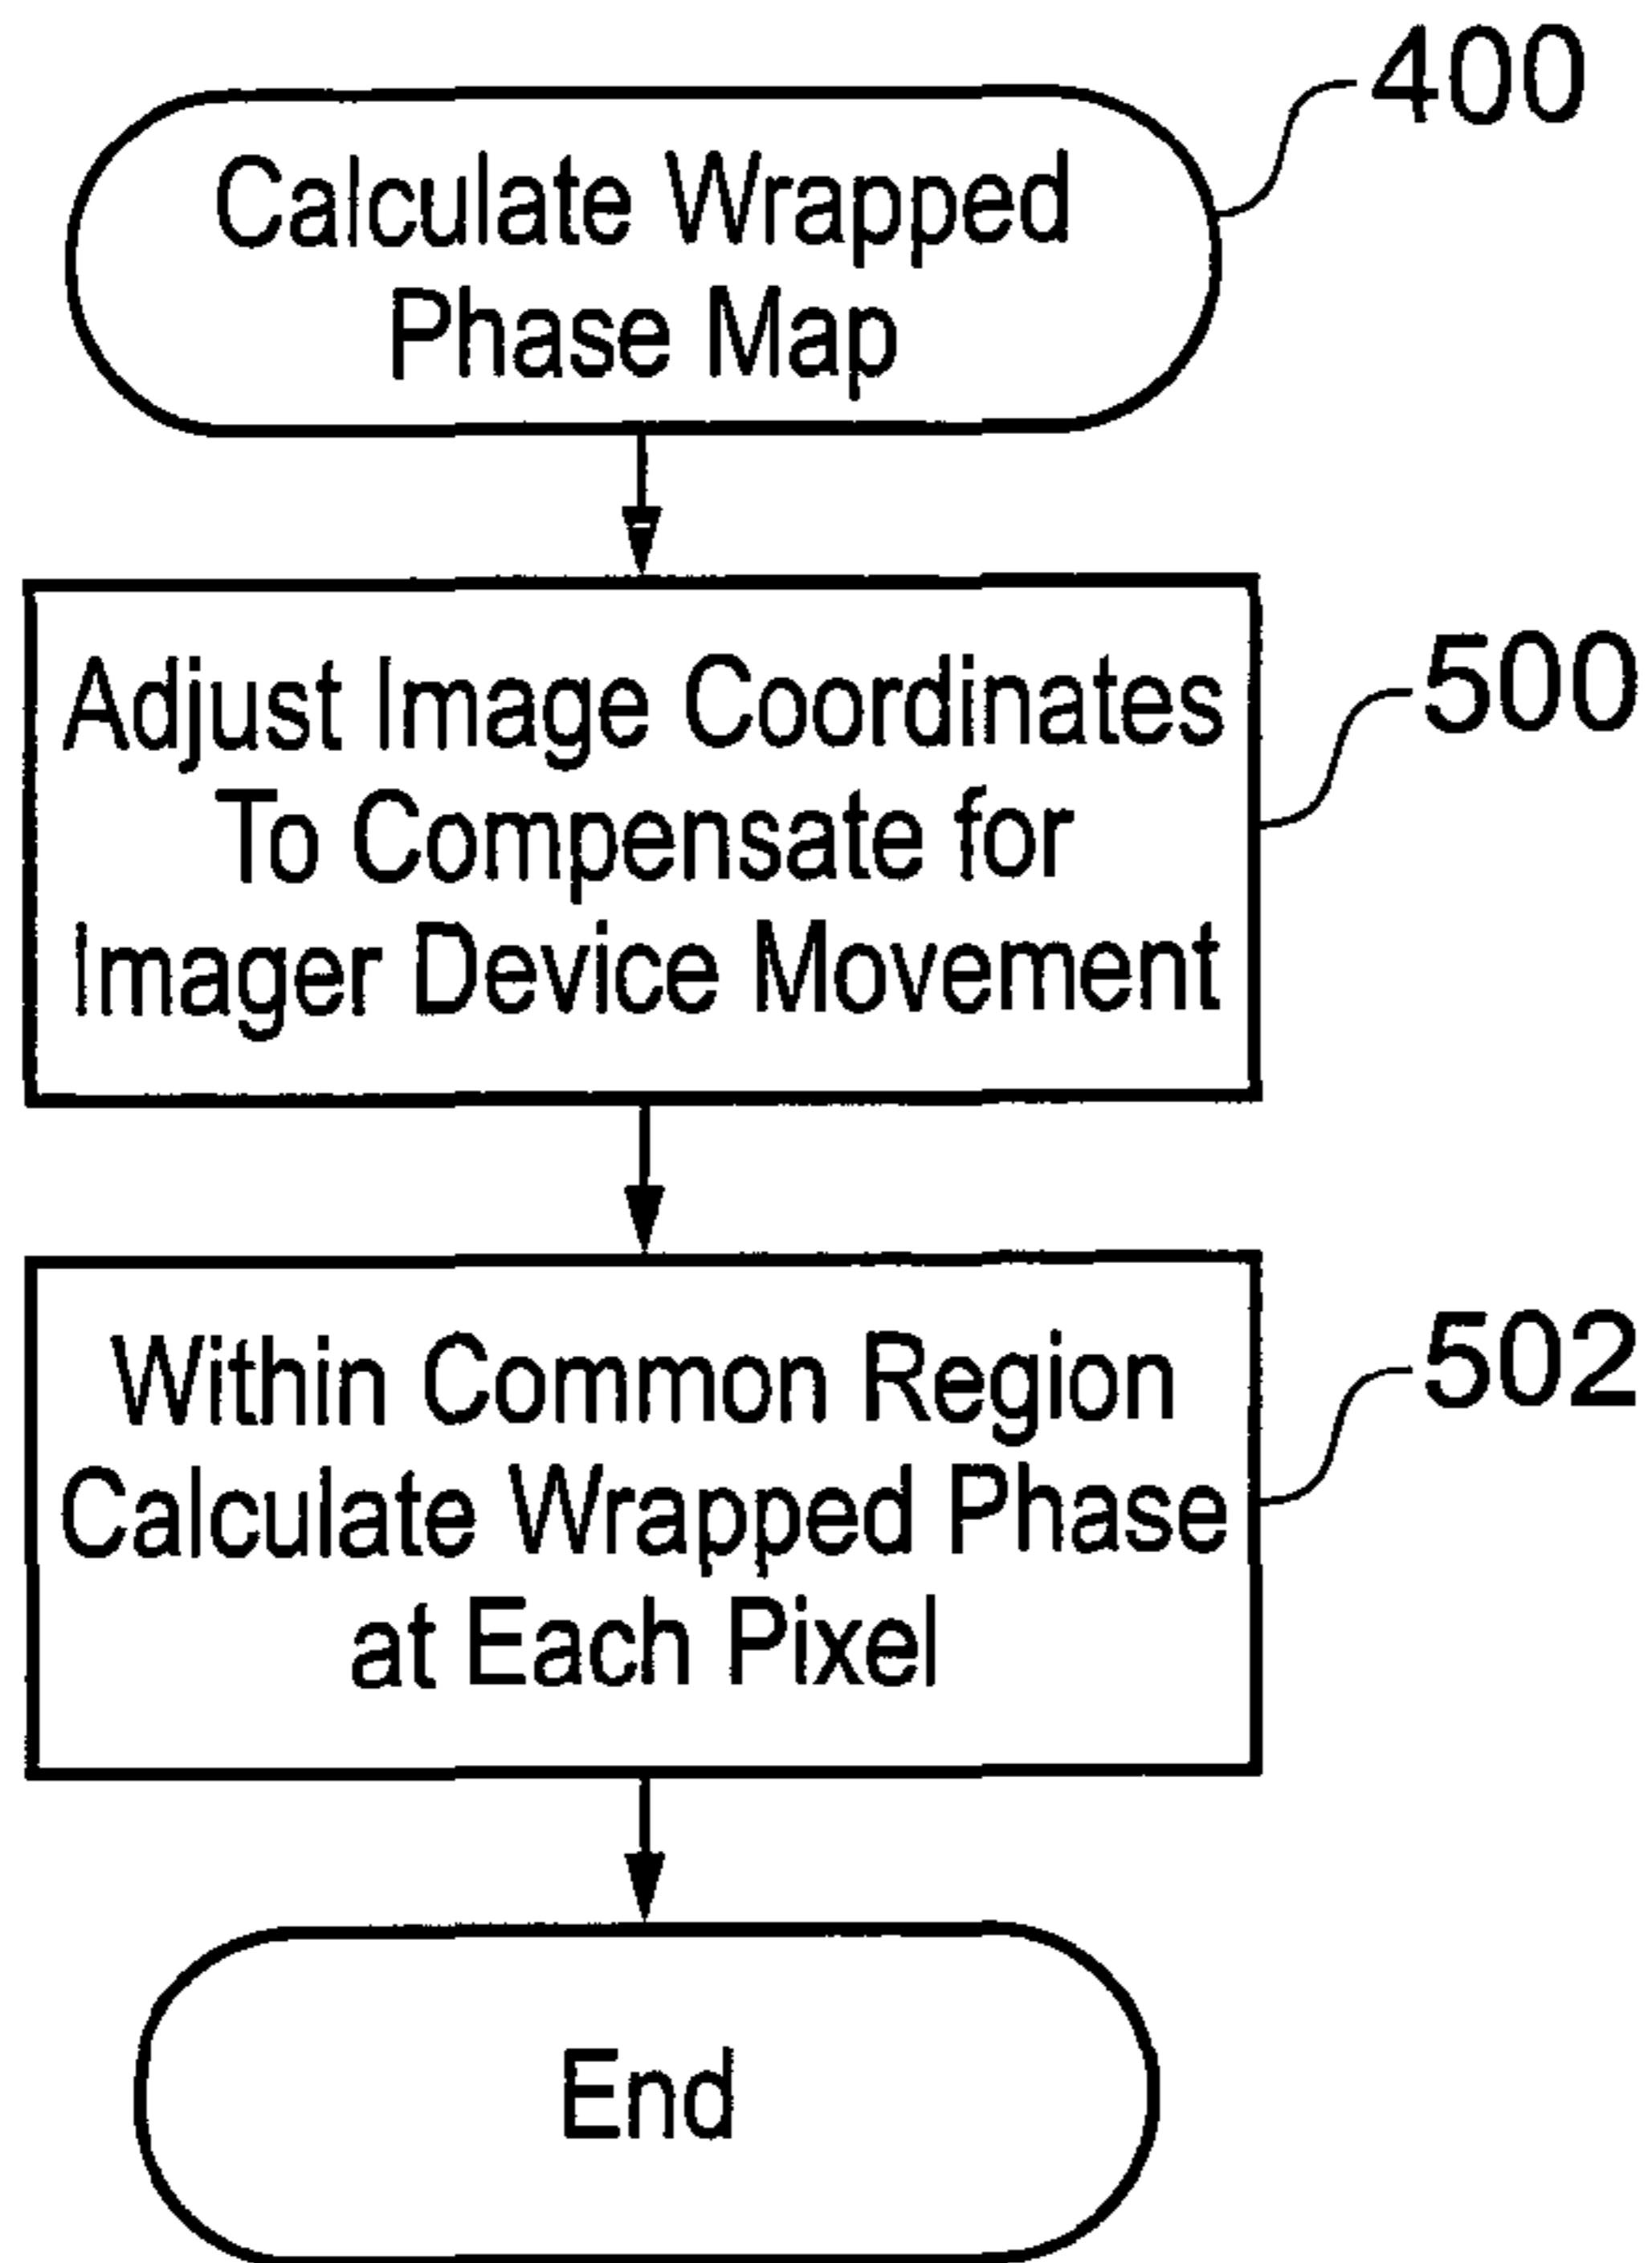 400
Calculate Wrapped
Phase Map
Adjust Image Coordinates
To Compensate for
Imager Device Movement
500
Within Common Region
Calculate Wrapped Phase
at Each Pixel
502
End